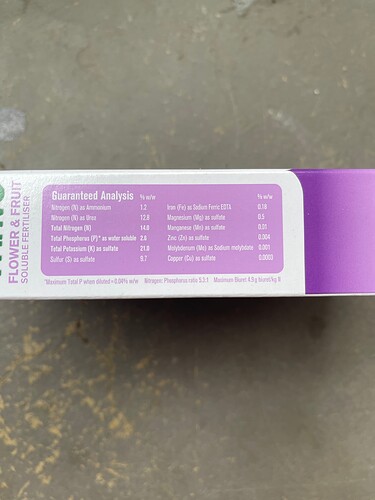 FLOWER & FRUIT
SOLUBLE FERTILISER
Guaranteed Analysis % w/w
Nitrogen (N) as Ammonium 1.2
Nitrogen (N) as Urea 12.8
Total Nitrogen (N) 14.0
Total Phosphorus (P)* as water soluble 2.6
Total Potassium (K) as sulfate 21.6
Sulfur (S) as sulfate 8.7
% w/w
Iron (Fe) as Sodium Ferric EDTA 0.18
Magnesium (Mg) as sulfate 0.5
Manganese (Mn) as sulfate 0.01
Zinc (Zn) as sulfate 0.004
Molybdenum (Mo) as Sodium molybdate 0.001
Copper (Cu) as sulfate 0.0003
*Maximum Total P when diluted = 0.04% w/w Nitrogen: Phosphorus ratio 5.3:1 Maximum Biuret 4.9 g biuret/kg